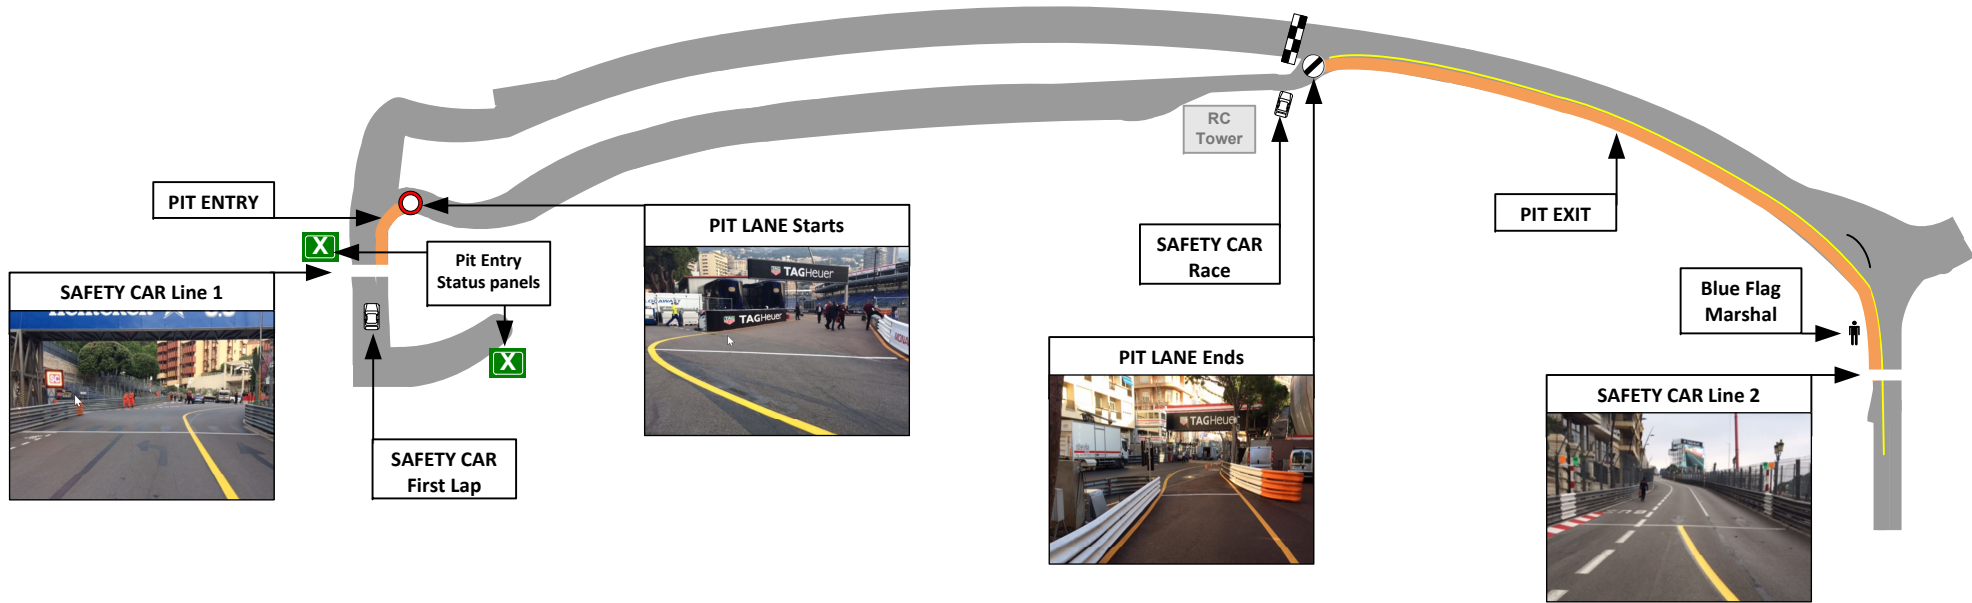 RC
Tower
PIT ENTRY
X
Pit Entry
Status panels
X
PIT LANE Starts
TAGHeuer
TAGHeuer
SAFETY CAR
Race
PIT EXIT
SAFETY CAR Line 1
SC
Blue Flag
Marshal
PIT LANE Ends
TAGHeuer
SAFETY CAR Line 2
SAFETY CAR
First Lap